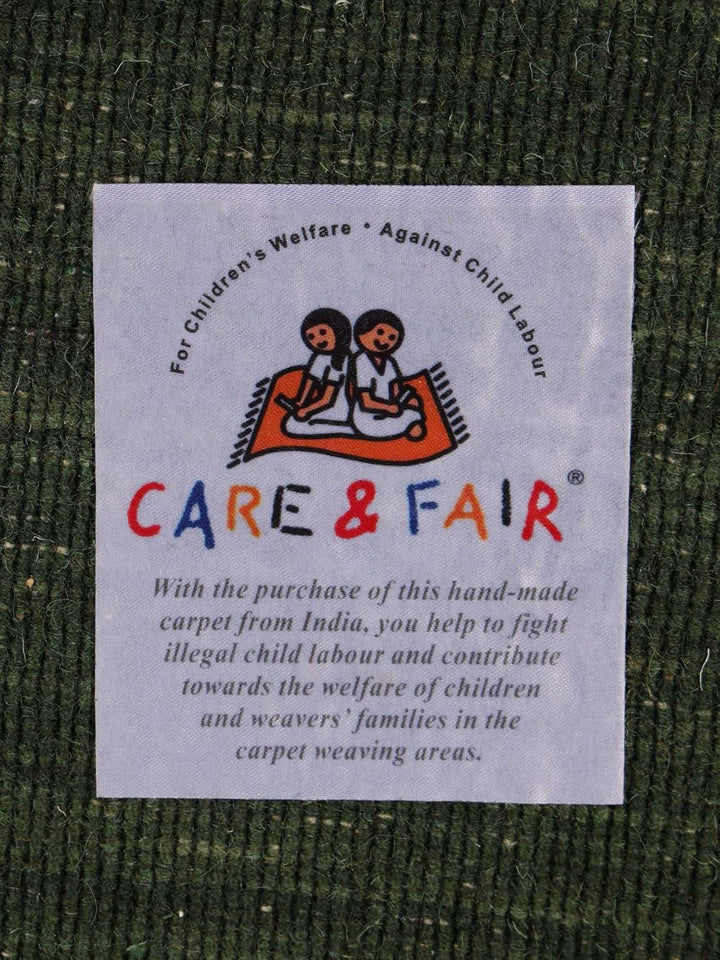 For Children's Welfare • Against Child Labour
CARE & FAIR®
With the purchase of this hand-made
carpet from India, you help to fight
illegal child labour and contribute
towards the welfare of children
and weavers' families in the
carpet weaving areas.